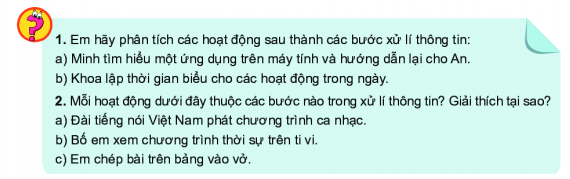 1. Em hãy phân tích các hoạt động sau thành các bước xử lí thông tin:
a) Minh tìm hiểu một ứng dụng trên máy tính và hướng dẫn lại cho An.
b) Khoa lập thời gian biểu cho các hoạt động trong ngày.
2. Mỗi hoạt động dưới đây thuộc các bước nào trong xử lí thông tin? Giải thích tại sao?
a) Đài tiếng nói Việt Nam phát chương trình ca nhạc.
b) Bố em xem chương trình thời sự trên ti vi.
c) Em chép bài trên bảng vào vở.